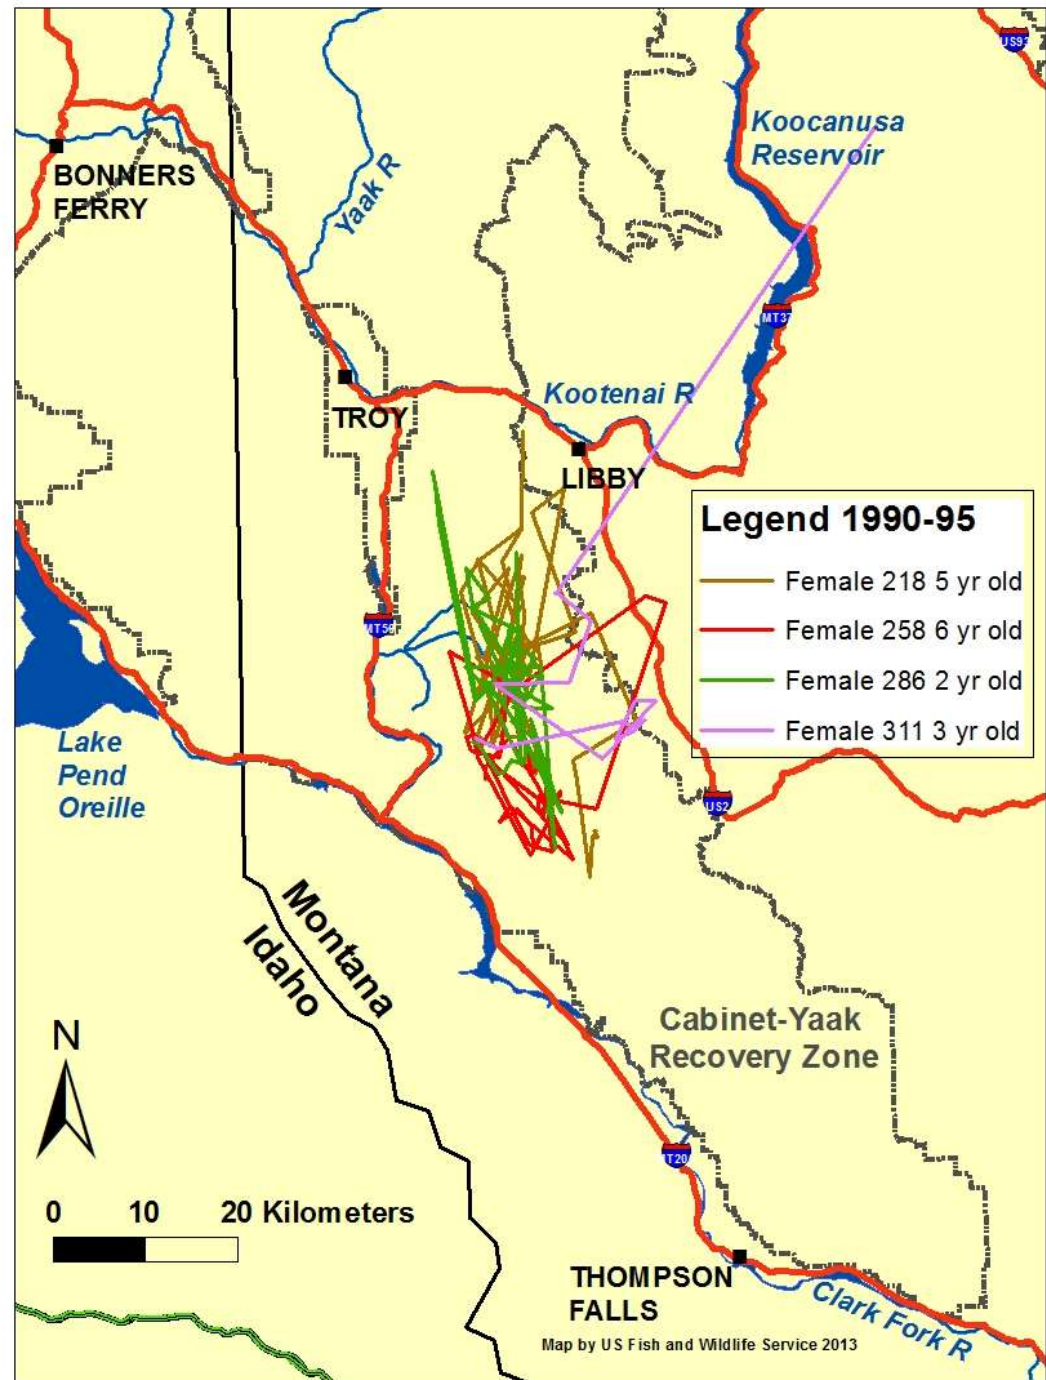 US93
Koocanusa
Reservoir
BONNERS
FERRY
Yaak R
MT37
Kootenai R
TROY
LIBBY
Legend 1990-95
Female 218 5 yr old
Female 258 6 yr old
Female 286 2 yr old
Female 311 3 yr old
Lake
Pend
Oreille
US2
Montana
Idaho
Cabinet-Yaak
Recovery Zone
N
0 10 20 Kilometers
THOMPSON
FALLS
Clark Fork R
Map by US Fish and Wildlife Service 2013